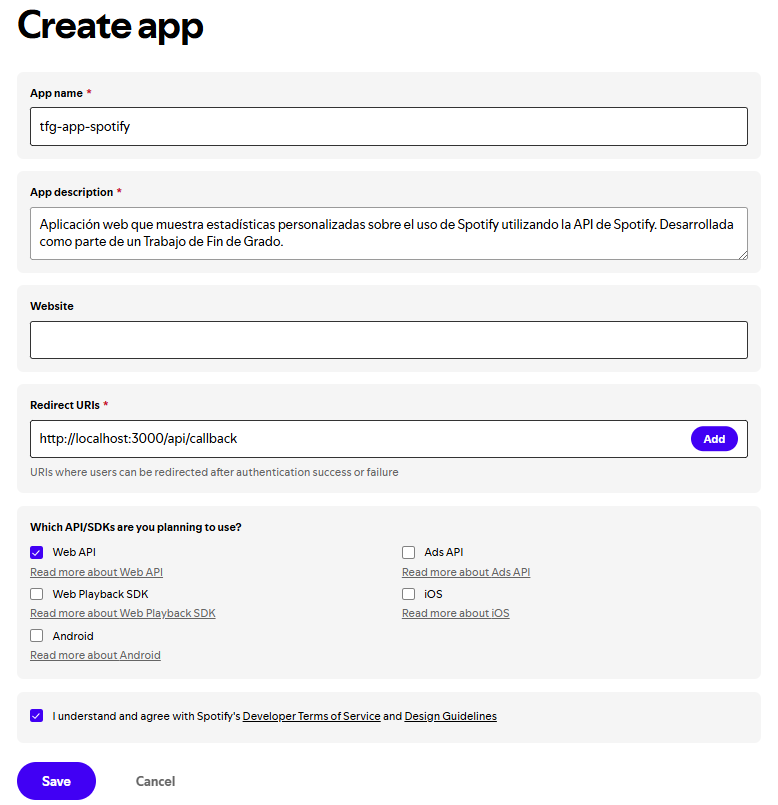 Create app
App name *
tfg-app-spotify
App description *
Aplicación web que muestra estadísticas personalizadas sobre el uso de Spotify utilizando la API de Spotify. Desarrollada
como parte de un Trabajo de Fin de Grado.
Website
Redirect URIs *
http://localhost:3000/api/callback
Add
URIs where users can be redirected after authentication success or failure
Which API/SDKs are you planning to use?
Web API
Read more about Web API
Ads API
Read more about Ads API
Web Playback SDK
Read more about Web Playback SDK
iOS
Read more about iOS
Android
Read more about Android
I understand and agree with Spotify's Developer Terms of Service and Design Guidelines
Save
Cancel